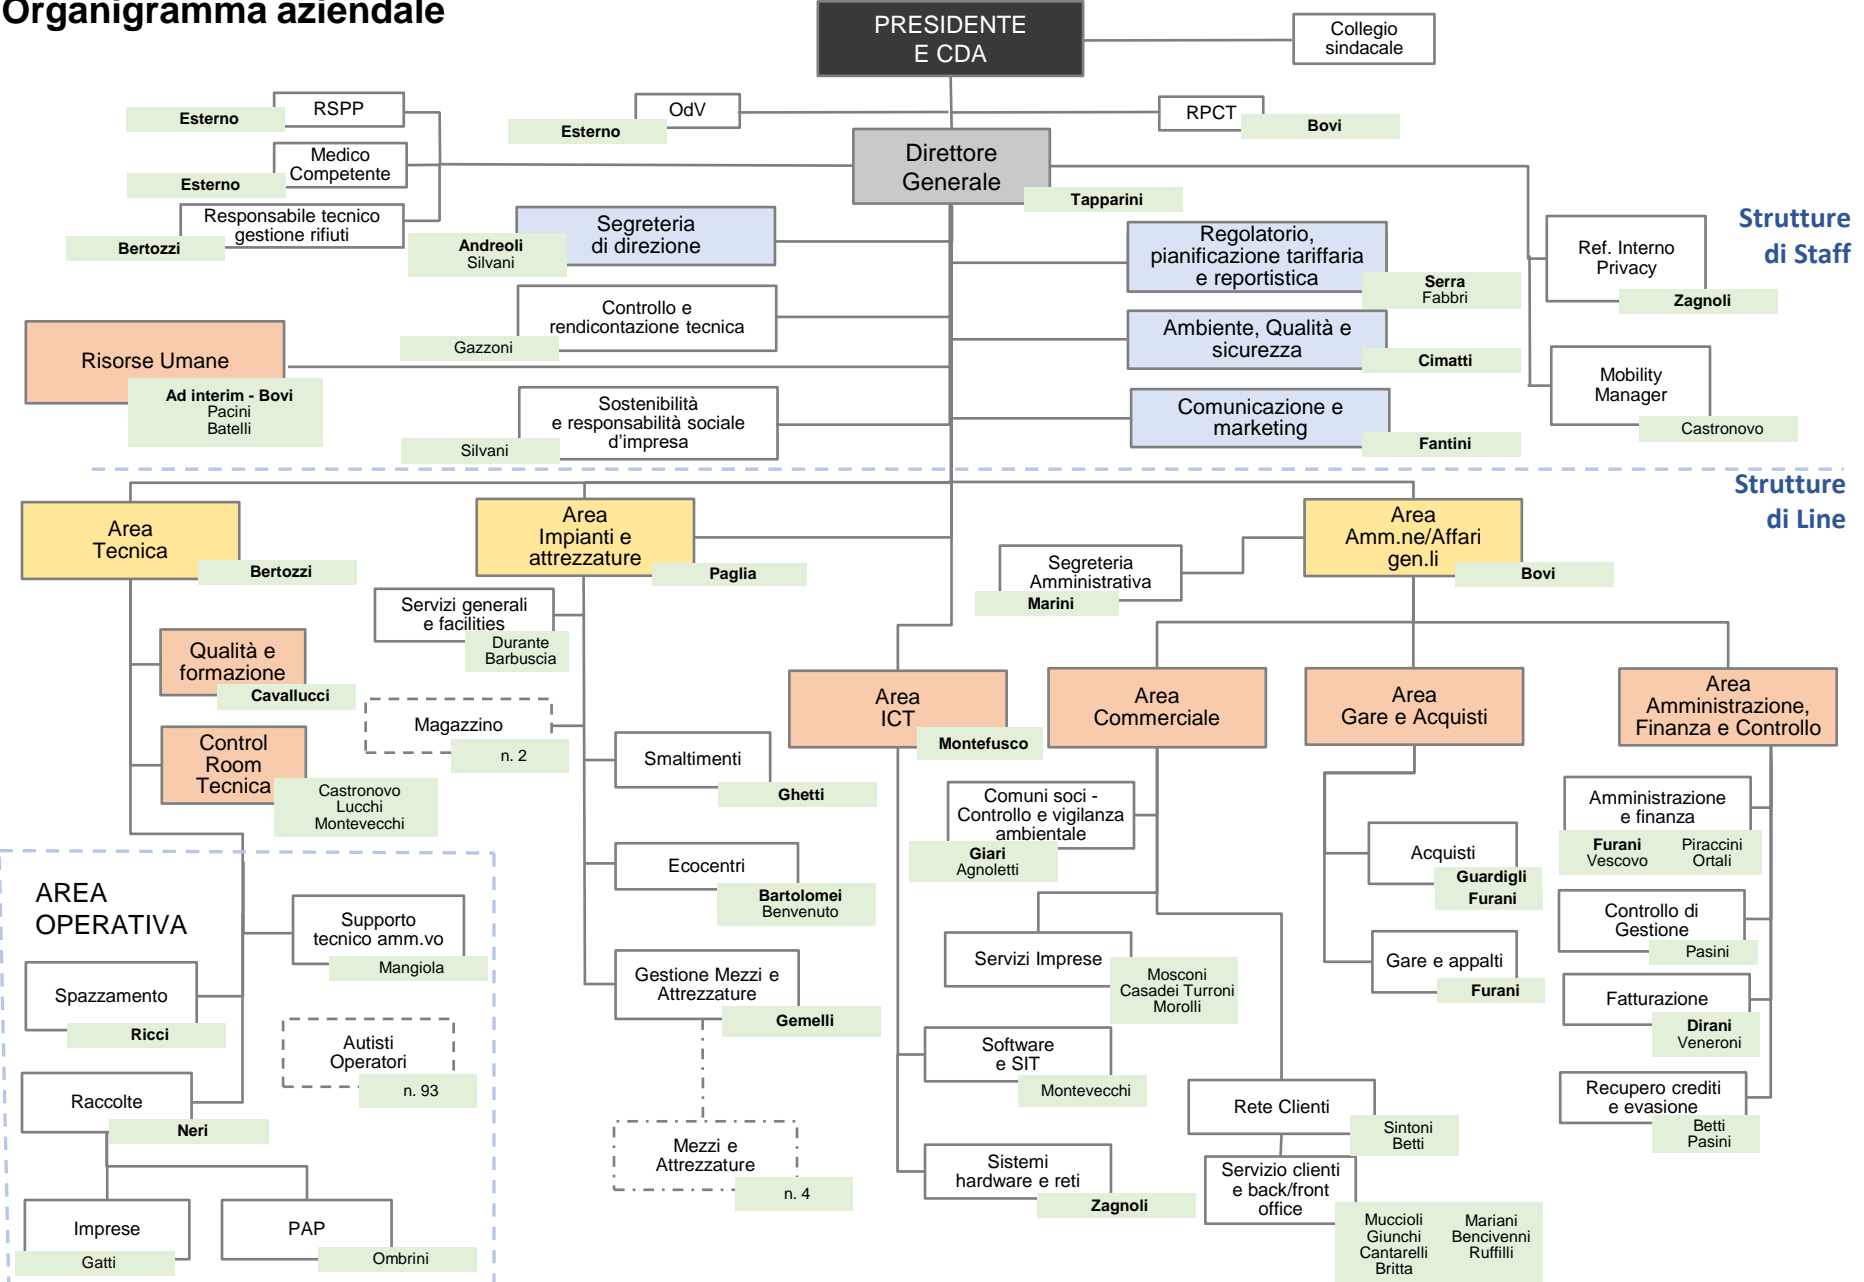 Organigramma aziendale
PRESIDENTE
E CDA
Collegio
sindacale
RSPP
Esterno
OdV
Esterno
RPCT
Bovi
Medico
Competente
Esterno
Direttore
Generale
Tapparini
Responsabile tecnico
gestione rifiuti
Bertozzi
Segreteria
di direzione
Andreoli
Silvani
Regolatorio,
pianificazione tariffaria
e reportistica
Serra
Fabbri
Ref. Interno
Privacy
Zagnoli
Strutture
di Staff
Controllo e
rendicontazione tecnica
Gazzoni
Ambiente, Qualità e
sicurezza
Cimatti
Risorse Umane
Ad interim - Bovi
Pacini
Batelli
Mobility
Manager
Castronovo
Sostenibilità
e responsabilità sociale
d'impresa
Silvani
Comunicazione e
marketing
Fantini
Strutture
di Line
Area
Tecnica
Bertozzi
Area
Impianti e
attrezzature
Paglia
Area
Amm.ne/Affari
gen.li
Bovi
Segreteria
Amministrativa
Marini
Servizi generali
e facilities
Durante
Barbuscia
Qualità e
formazione
Cavallucci
Magazzino
n. 2
Control
Room
Tecnica
Castronovo
Lucchi
Montevecchi
Area
ICT
Montefusco
Area
Commerciale
Area
Gare e Acquisti
Area
Amministrazione,
Finanza e Controllo
Smaltimenti
Ghetti
Comuni soci -
Controllo e vigilanza
ambientale
Giari
Agnoletti
Amministrazione
e finanza
Furani
Vescovo
Piraccini
Ortali
Acquisti
Guardigli
Furani
Ecocentri
Bartolomei
Benvenuto
AREA
OPERATIVA
Supporto
tecnico amm.vo
Mangiola
Controllo di
Gestione
Pasini
Servizi Imprese
Mosconi
Casadei Turroni
Morolli
Gare e appalti
Furani
Gestione Mezzi e
Attrezzature
Gemelli
Spazzamento
Ricci
Fatturazione
Dirani
Veneroni
Autisti
Operatori
n. 93
Software
e SIT
Montevecchi
Raccolte
Neri
Rete Clienti
Sintoni
Betti
Recupero crediti
e evasione
Betti
Pasini
Mezzi e
Attrezzature
n. 4
Sistemi
hardware e reti
Zagnoli
Servizio clienti
e back/front
office
Muccioli
Giunchi
Cantarelli
Britta
Mariani
Bencivenni
Ruffilli
Imprese
Gatti
PAP
Ombrini